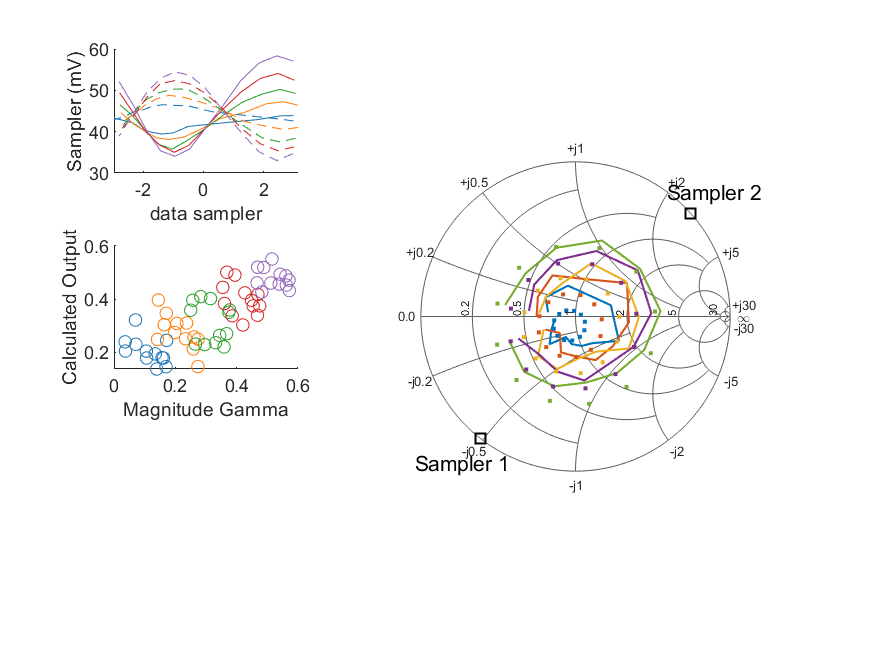 60
50
40
30
Sampler (mV)
-2 0 2
data sampler
0.6
0.4
0.2
Calculated Output
0 0.2 0.4 0.6
Magnitude Gamma
+j1
+j0.5
+j2
Sampler 2
+j0.2
+j5
0.0
0.2
0.5
1
2
5
30
+j30
∞
-j30
-j0.2
-j5
-j0.5
-j2
Sampler 1
-j1